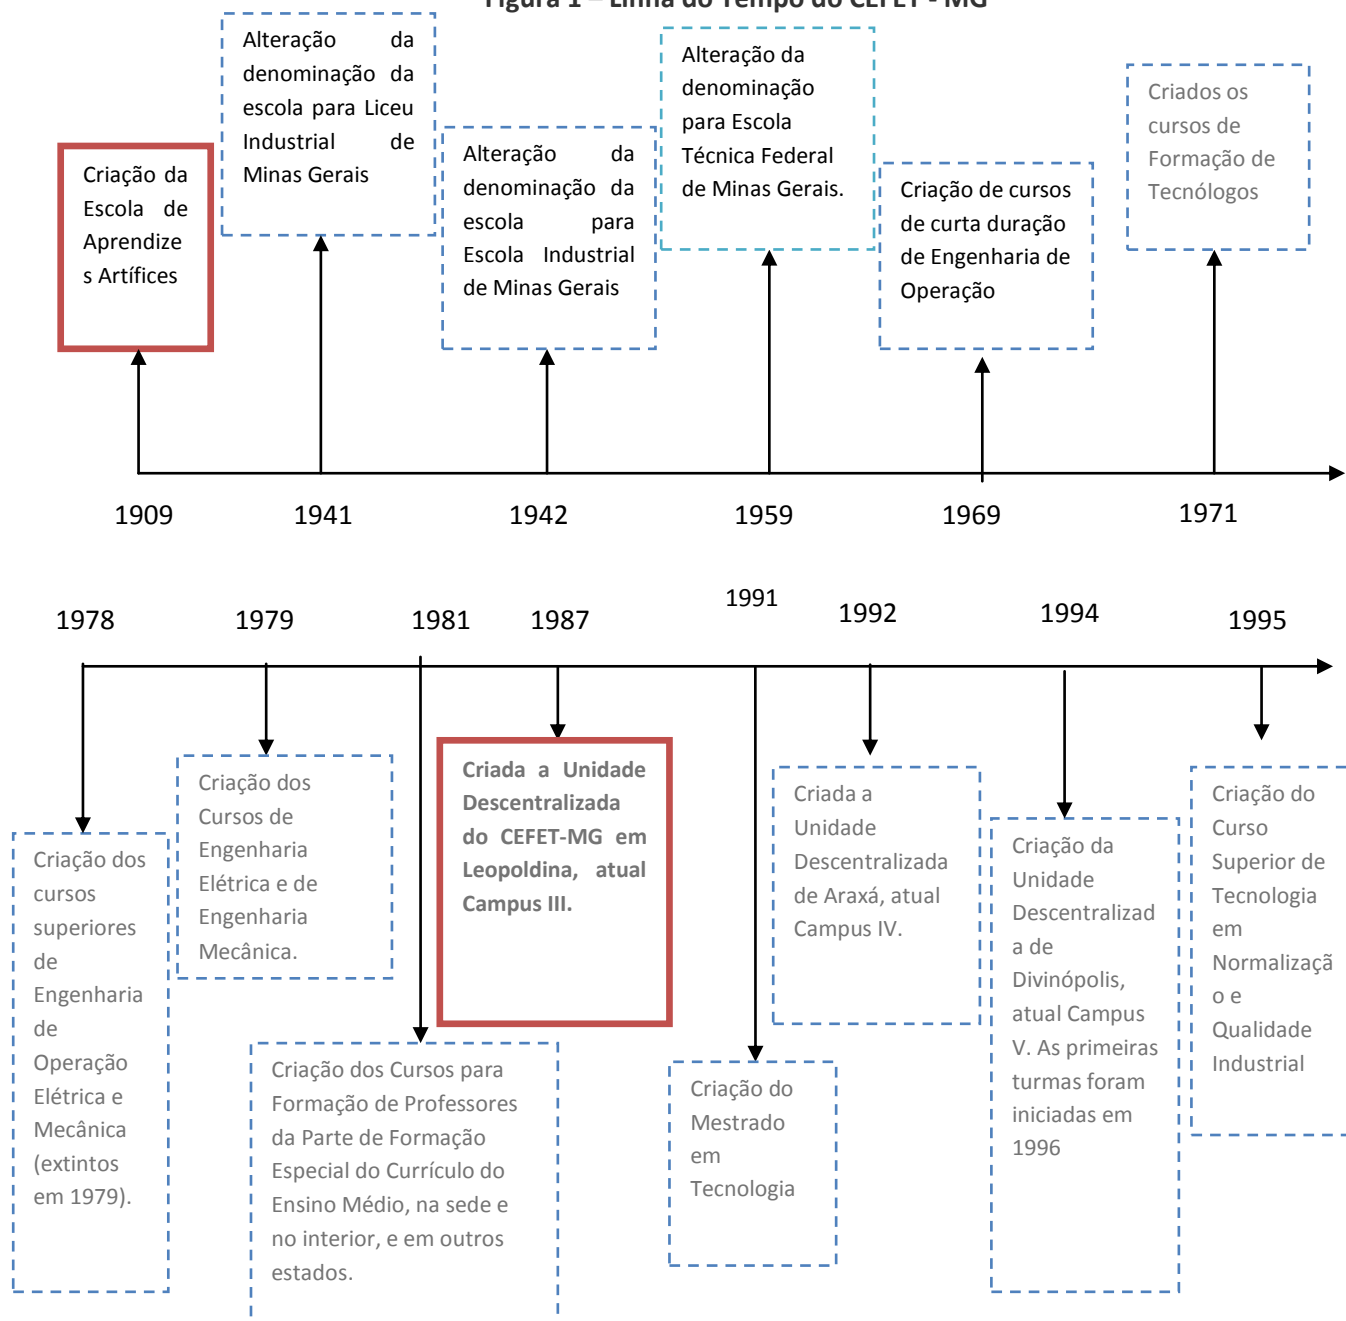 Figura 1 – Linha do Tempo do CEFET - MG
Criação da
Escola de
Aprendize
s Artífices
Alteração da
denominação da
escola para Liceu
Industrial de
Minas Gerais
Alteração da
denominação da
escola para
Escola Industrial
de Minas Gerais
Alteração da
denominação
para Escola
Técnica Federal
de Minas Gerais.
Criação de cursos
de curta duração
de Engenharia de
Operação
Criados os
cursos de
Formação de
Tecnólogos
1909
1941
1942
1959
1969
1971
1978
1979
1981
1987
1991
1992
1994
1995
Criação dos
cursos
superiores
de
Engenharia
de
Operação
Elétrica e
Mecânica
(extintos
em 1979).
Criação dos
Cursos de
Engenharia
Elétrica e de
Engenharia
Mecânica.
Criação dos Cursos para
Formação de Professores
da Parte de Formação
Especial do Currículo do
Ensino Médio, na sede e
no interior, e em outros
estados.
Criada a Unidade
Descentralizada
do CEFET-MG em
Leopoldina, atual
Campus III.
Criação do
Mestrado
em
Tecnologia
Criada a
Unidade
Descentralizada
de Araxá, atual
Campus IV.
Criação da
Unidade
Descentralizad
a de
Divinópolis,
atual Campus
V. As primeiras
turmas foram
iniciadas em
1996
Criação do
Curso
Superior de
Tecnologia
em
Normalizaçã
o e
Qualidade
Industrial